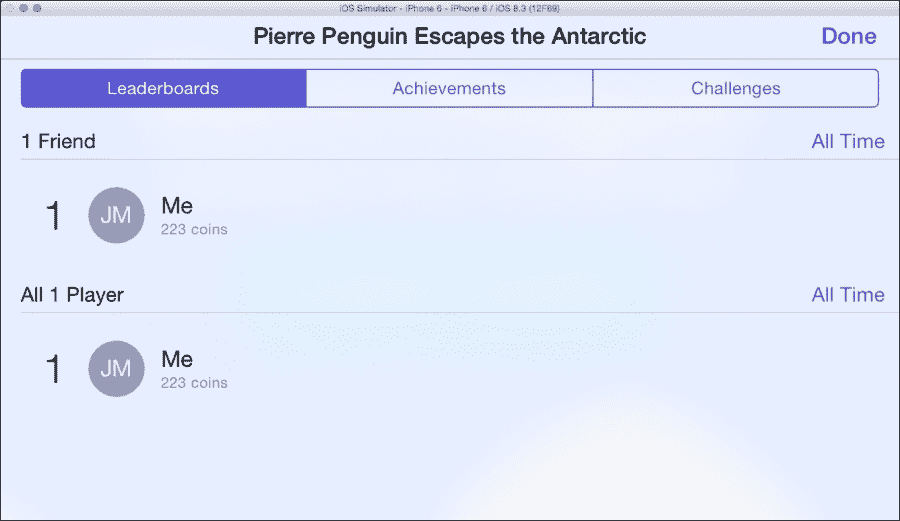 iOS Simulator - iPhone 6 - iPhone 6 / iOS 8.3 (12F69)
Pierre Penguin Escapes the Antarctic Done
Leaderboards Achievements Challenges
1 Friend All Time
1 JM Me
223 coins
All 1 Player All Time
1 JM Me
223 coins